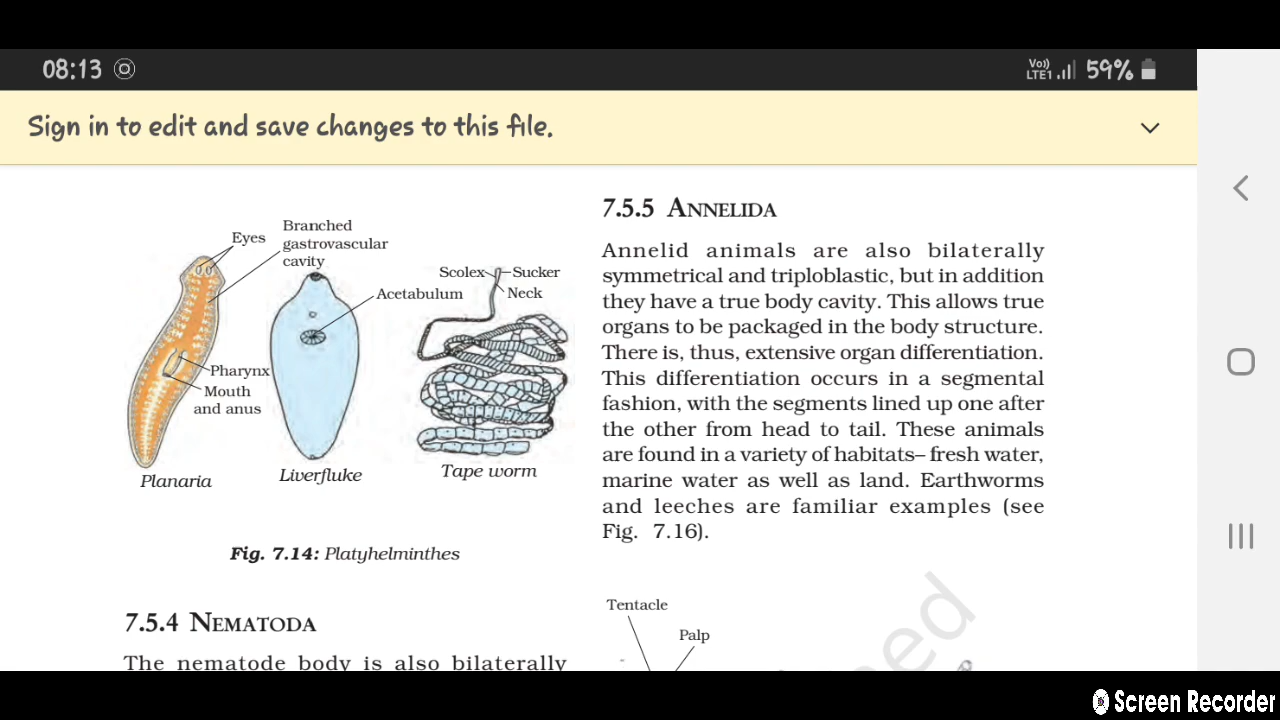 08:13
Vo))
LTE1 59%
Sign in to edit and save changes to this file.
Eyes
Branched
gastrovascular
cavity
Scolex
Sucker
Neck
Acetabulum
Pharynx
Mouth
and anus
Planaria
Liverfluke
Tape worm
Fig. 7.14: Platyhelminthes
7.5.4 NEMATODA
The nematode body is also bilaterally
7.5.5 ANNELIDA
Annelid animals are also bilaterally
symmetrical and triploblastic, but in addition
they have a true body cavity. This allows true
organs to be packaged in the body structure.
There is, thus, extensive organ differentiation.
This differentiation occurs in a segmental
fashion, with the segments lined up one after
the other from head to tail. These animals
are found in a variety of habitats– fresh water,
marine water as well as land. Earthworms
and leeches are familiar examples (see
Fig. 7.16).
Tentacle
Palp
Screen Recorder